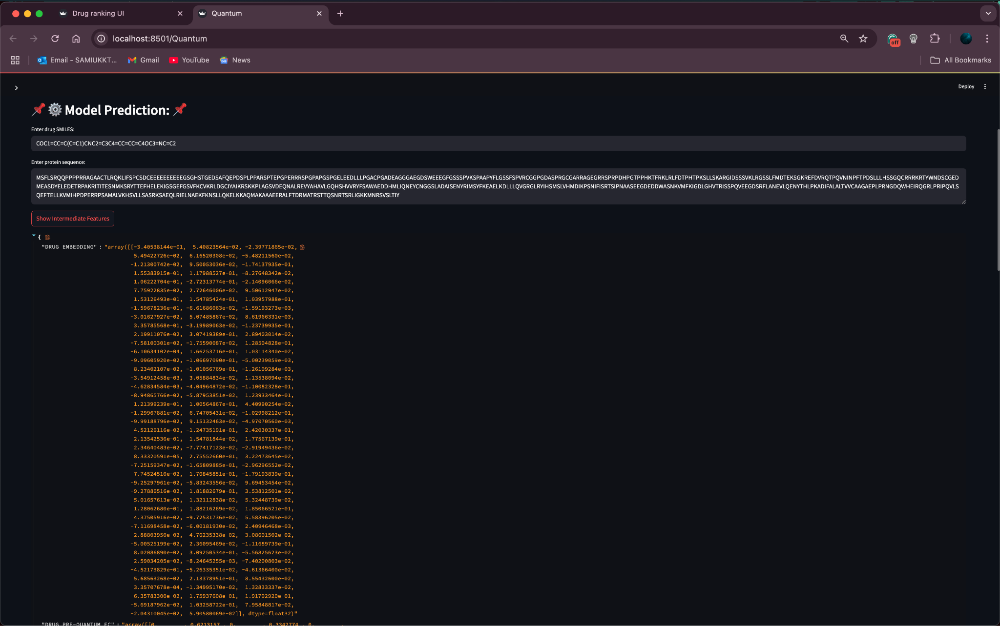 Drug ranking UI
Quantum
localhost:8501/Quantum
off
Email - SAMIUKKT...
Gmail
YouTube
News
All Bookmarks
Deploy
Model Prediction:
Enter drug SMILES:
COC1=CC=C(C=C1)CNC2=C3C4=CC=CC=C4OC3=NC=C2
Enter protein sequence:
MSFLSRQQPPPPRRAGAACTLRQKLIFSPCSDCEEEEEEEEEEGSGHSTGEDSAFQEPDSPLPPARSPTEPGPERRRSPGPAPGSPGELEEDLLLPGACPGADEAGGGAEGDSWEEEGFGSSSPVKSPAAPYFLGSSFSPVRCGGPGDASPRGCGARRAGEGRRSPRPDHPGTPPHKTFRKLRLFDTPHTPKSLLSKARGIDSSSVKLRGSSLFMDTEKSGKREFDVRQTPQVNINPFTPDSLLLHSSGQCRRRKRTYWNDSCGED
MEASDYELEDETRPAKRITITESNMKSRYTTEFHELEKIGSGEFGSVFKCVKRLDGCIYAIKRSKKPLAGSVDEQNALREVYAHAVLGQHSHVVRYFSAWAEDDHMLIQNEYCNGGSLADAISENYRIMSYFKEAELKDLLLQVGRGLRYIHSMSLVHMDIKPSNIFISRTSIPNAASEEGDEDDWASNKVMFKIGDLGHVTRISSPQVEEGDSRFLANEVLQENYTHLPKADIFALALTVVCAAGAEPLPRNGDQWHEIRQGRLPRIPQVLS
QEFTELLKVMIHPDPERRPSAMALVKHSVLLSASRKSAEQLRIELNAEKFKNSLLQKELKKAQMAKAAAEERALFTDRMATRSTTQSNRTSRLIGKKMNRSVSLTIY
Show Intermediate Features
{
"DRUG EMBEDDING" : "array([[-3.40538144e-01, 5.40823564e-02, -2.39771865e-02,
5.49422726e-02, 6.16520308e-02, -5.48211560e-02,
-1.21300742e-02, 9.50053036e-02, -1.74137935e-01,
1.55383915e-01, 1.17988527e-01, -8.27648342e-02,
1.06222704e-01, -2.72313774e-01, -2.14096066e-02,
7.75922835e-02, 2.72646006e-02, 9.50612947e-02,
1.53126493e-01, 1.54785424e-01, 1.03957988e-01,
-1.59678236e-01, -6.61686063e-02, -1.59193273e-03,
-3.01627927e-02, 5.07485867e-02, 8.61966331e-03,
3.35785568e-01, -3.19989063e-02, -1.23739935e-01,
2.19911076e-02, 3.07419389e-01, 2.89403014e-02,
-7.58100301e-02, -1.75590087e-02, 1.28504828e-01,
-6.10634102e-04, 1.66253716e-01, 1.03114340e-02,
-9.09605920e-02, -1.06697090e-01, -5.00239059e-03,
8.23402107e-02, -1.01056769e-01, -1.26109284e-03,
-3.54912458e-03, 3.05884834e-02, 1.13538094e-02,
-4.62834584e-03, -4.04964872e-02, -1.10082328e-01,
-8.94865766e-02, -5.87953851e-02, 1.23933464e-01,
1.21399239e-01, 1.00564867e-01, 4.40990254e-02,
-1.29967881e-02, 6.74705431e-02, -1.02998212e-01,
-9.99188796e-02, 9.15132463e-02, -4.97070560e-03,
4.52126116e-02, -1.24735191e-01, 2.42030337e-01,
2.13542536e-01, 1.54781844e-02, 1.77567139e-01,
2.34640483e-02, -7.77417123e-02, -2.91949436e-02,
8.33320591e-05, 2.75552660e-01, 3.22473645e-02,
-7.25159347e-02, -1.65809885e-01, -2.96296552e-02,
7.74524510e-02, 1.70845851e-01, -1.79193839e-01,
-9.25297961e-02, -5.83243556e-02, 9.69453454e-02,
-9.27886516e-02, 1.81882679e-01, 3.53812501e-02,
5.01657613e-02, 1.32112838e-02, 5.32448739e-02,
1.28062680e-01, 1.88216269e-02, 1.85066521e-01,
4.37505916e-02, -9.72531736e-02, 5.58396205e-02,
-7.11698458e-02, -6.00181930e-02, 2.40946468e-03,
-2.88803950e-02, -4.76235338e-02, 3.08601502e-02,
-5.00525199e-02, 2.36095469e-02, -1.11689739e-01,
8.02086890e-02, 3.09250534e-01, -5.56825623e-02,
2.59034205e-02, -8.24645255e-03, -7.40200803e-02,
-4.52173829e-01, -5.26335351e-02, -4.61366400e-02,
5.68563268e-02, 2.13378951e-01, 8.55432600e-02,
3.35707678e-04, -1.34995170e-02, 1.32833337e-02,
6.35783300e-02, -1.75937608e-01, -1.91792920e-01,
-5.69187962e-02, 1.03258722e-01, 7.95848817e-02,
-2.04310045e-02, 5.90580069e-02]], dtype=float32)"
"DRUG PRE-QUANTUM FC" : "array([[0. , 0.6213157 , 0. , 0.3342774 , 0.